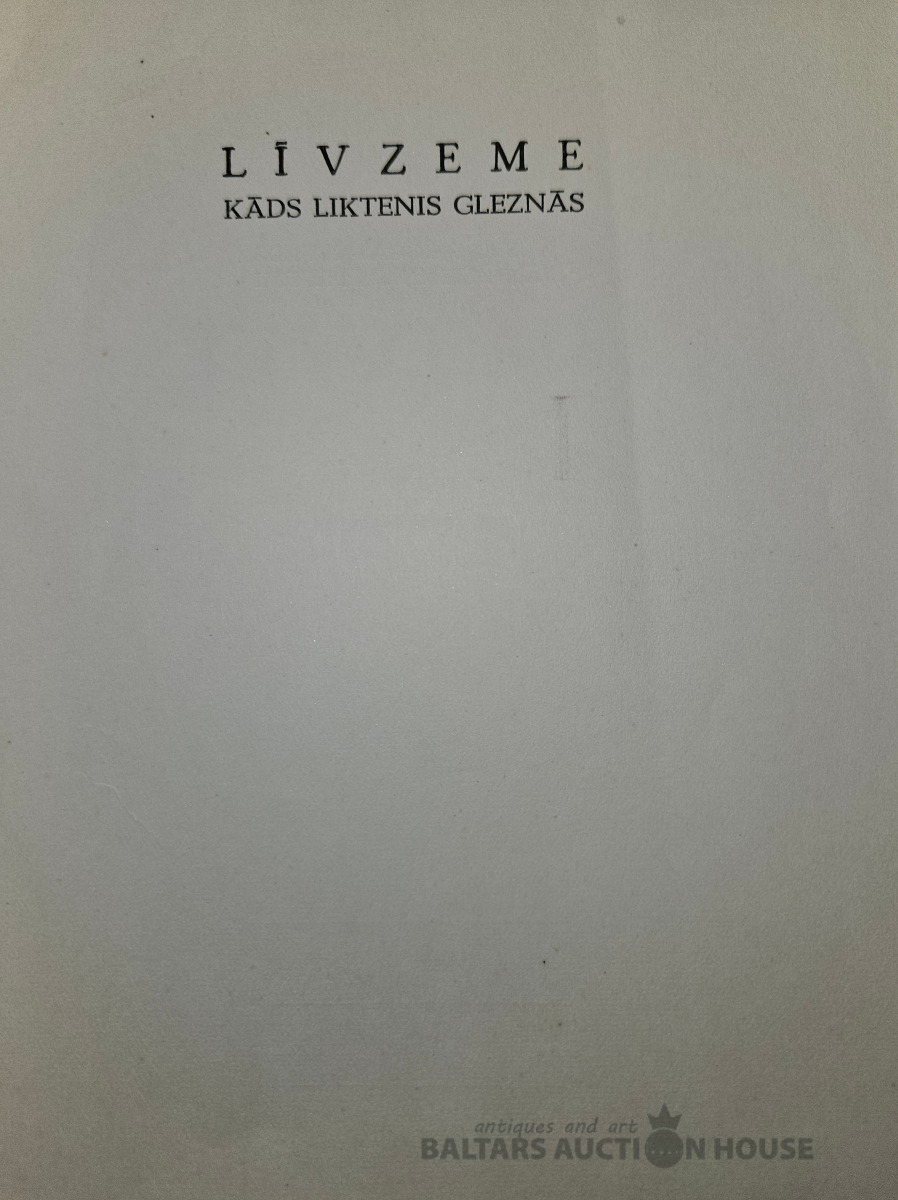 LĪVZEME
KĀDS LIKTENIS GLEZNĀS
antiques and art
BALTARS AUCTION HOUSE